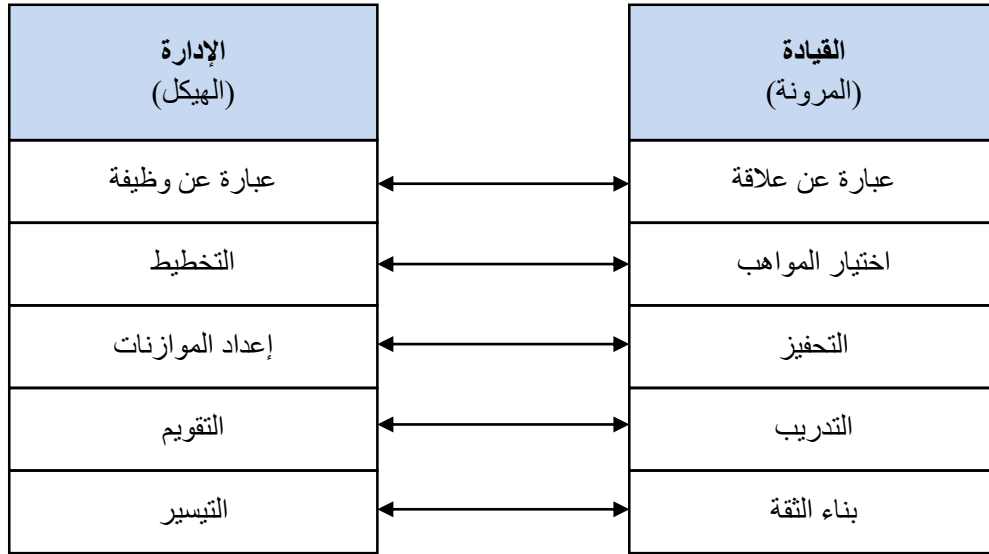 القيادة
(المرونة)
الإدارة
(الهيكل)
عبارة عن علاقة
عبارة عن وظيفة
اختيار المواهب
التخطيط
التحفيز
إعداد الموازنات
التدريب
التقويم
بناء الثقة
التيسير